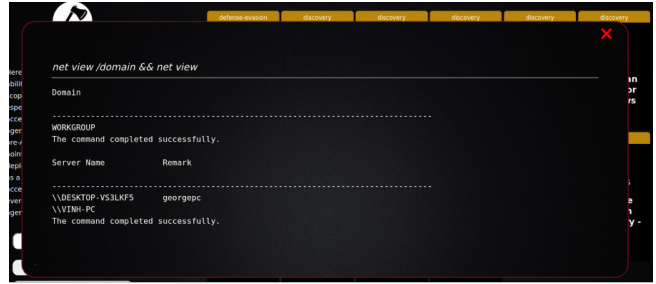 defense-evasion discovery discovery discovery discovery discovery
net view /domain && net view
Domain
-------------------------------------------------------------------------------
WORKGROUP
The command completed successfully.
Server Name Remark
-------------------------------------------------------------------------------
\\DESKTOP-VS3LKF5 georgepc
\\VINH-PC
The command completed successfully.